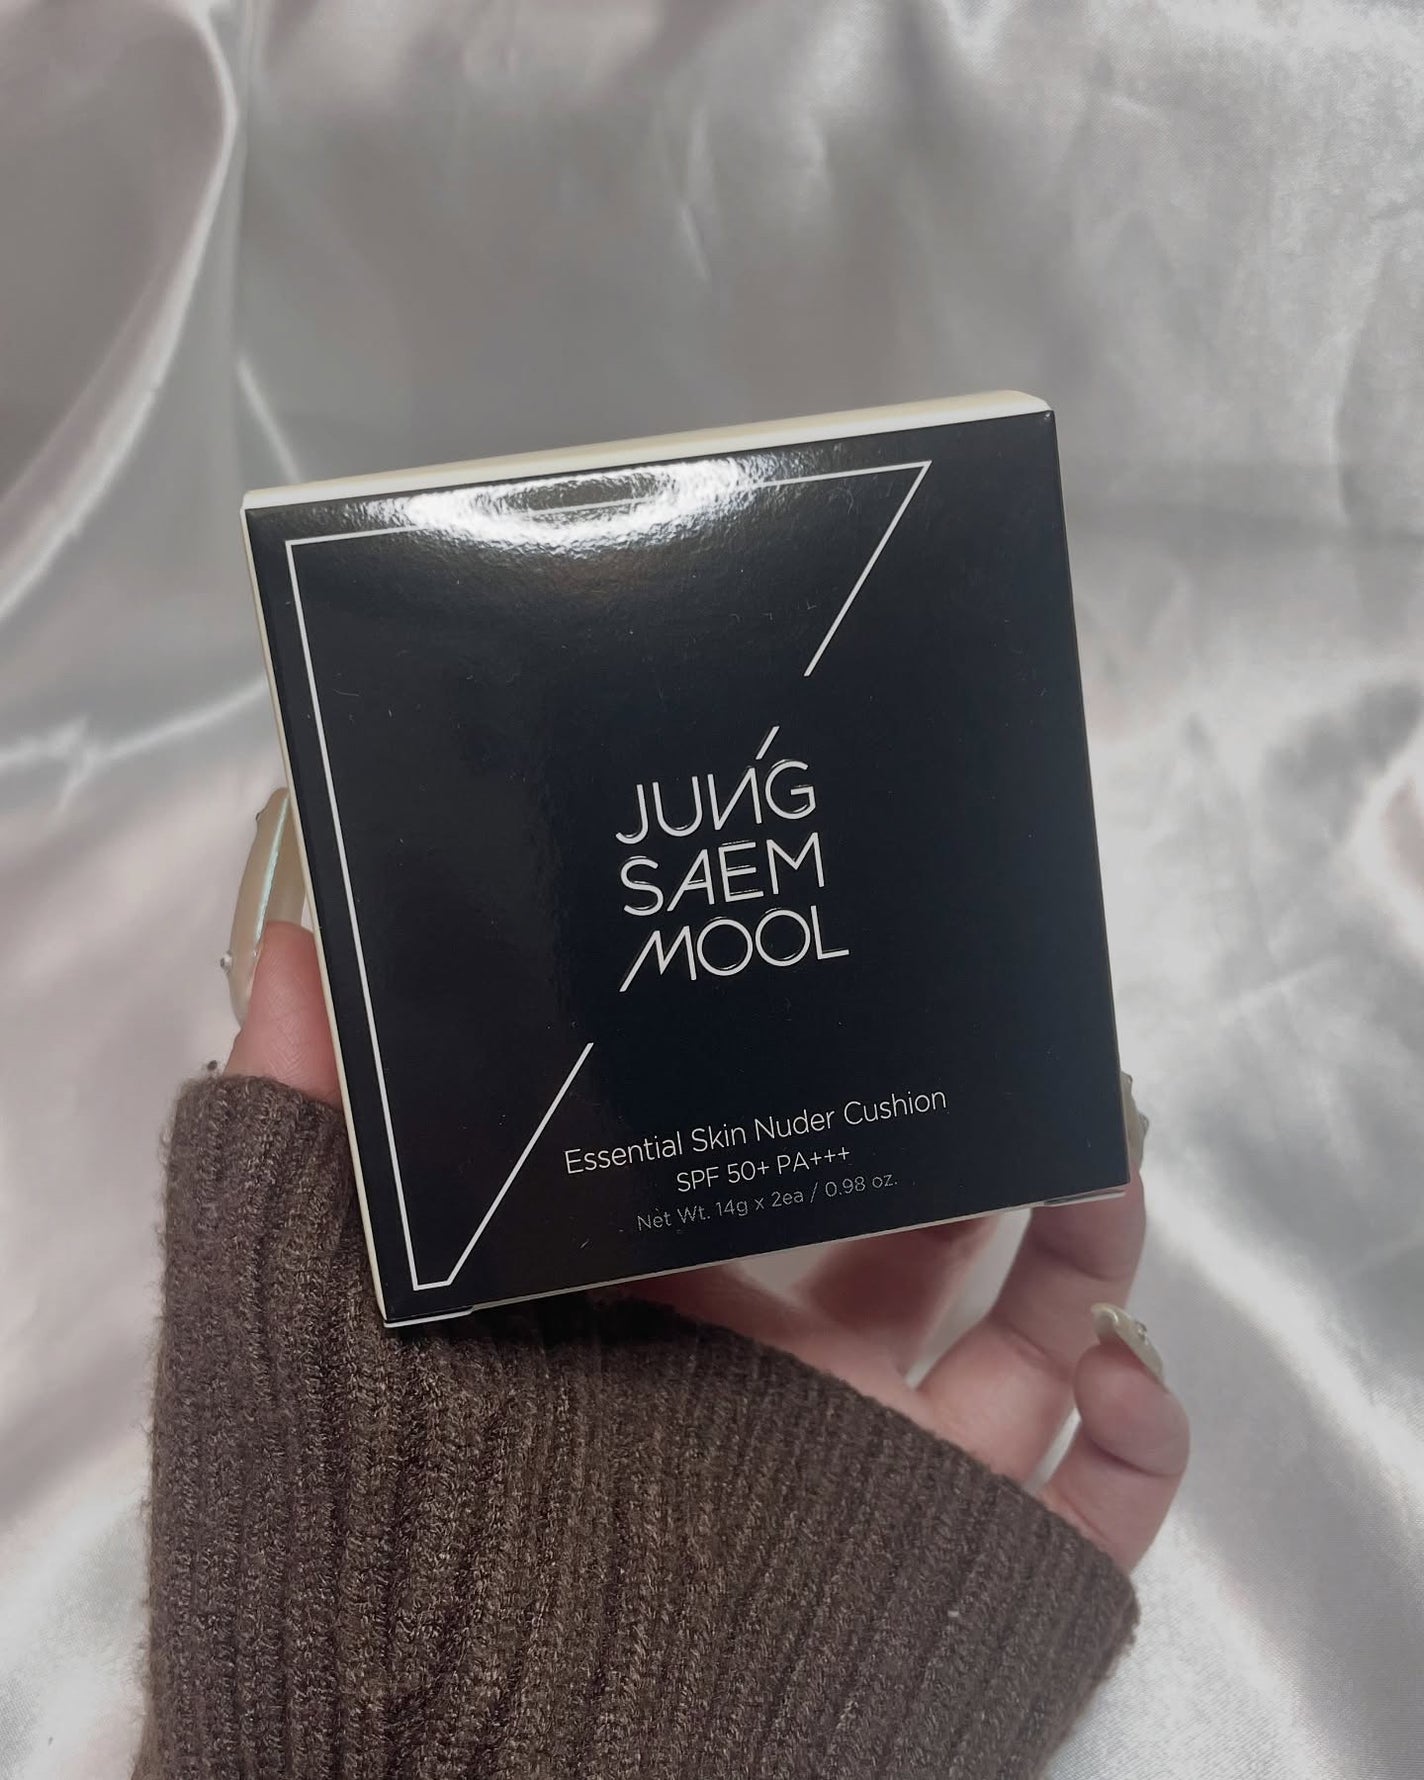 JUNG
SAEM
MOOL
Essential Skin Nuder Cushion
SPF 50+ PA+++
Net Wt. 14g x 2ea / 0.98 oz.